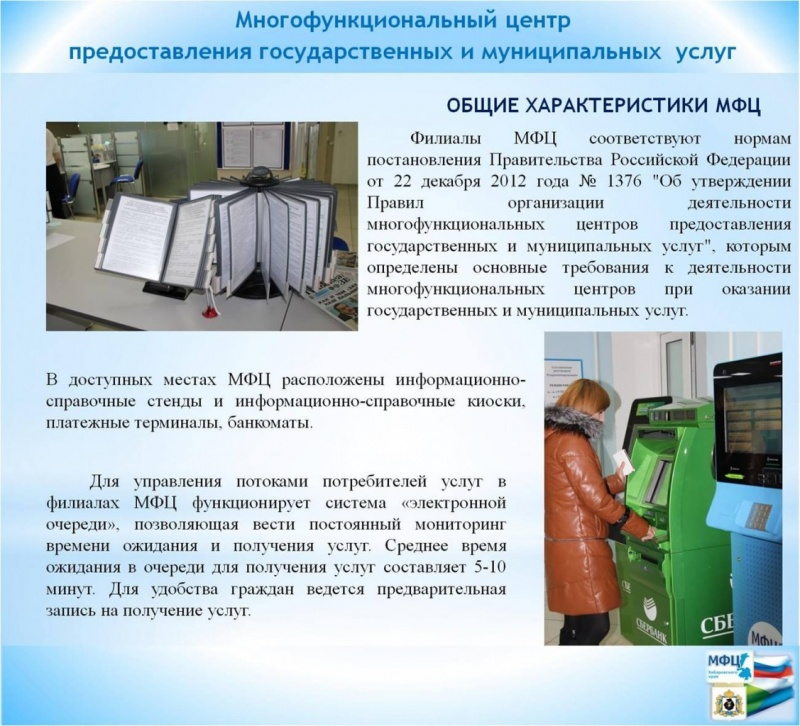 Многофункциональный центр
предоставления государственных и муниципальных услуг
ОБЩИЕ ХАРАКТЕРИСТИКИ МФЦ
Филиалы МФЦ соответствуют нормам
постановления Правительства Российской Федерации
от 22 декабря 2012 года № 1376 "Об утверждении
Правил организации деятельности
многофункциональных центров предоставления
государственных и муниципальных услуг", которым
определены основные требования к деятельности
многофункциональных центров при оказании
государственных и муниципальных услуг.
В доступных местах МФЦ расположены информационно-
справочные стенды и информационно-справочные киоски,
платежные терминалы, банкоматы.
Для управления потоками потребителей услуг в
филиалах МФЦ функционирует система «электронной
очереди», позволяющая вести постоянный мониторинг
времени ожидания и получения услуг. Среднее время
ожидания в очереди для получения услуг составляет 5-10
минут. Для удобства граждан ведется предварительная
запись на получение услуг.
СБЕРБАНК
СБЕ
МФЦ
МФЦ
Хабаровского
край